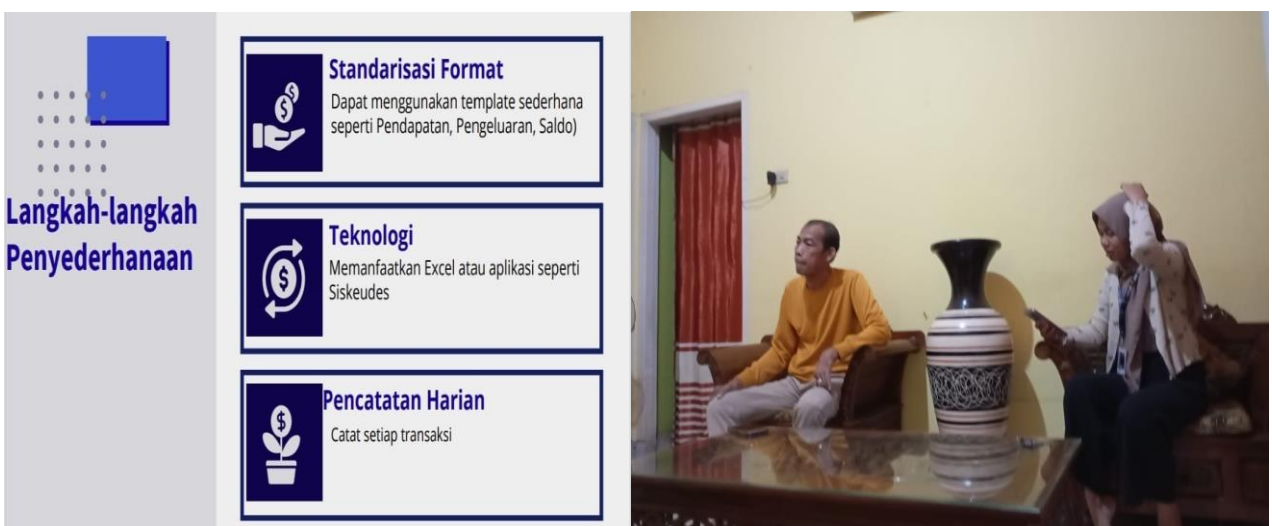 Langkah-langkah
Penyederhanaan
Standarisasi Format
Dapat menggunakan template sederhana
seperti Pendapatan, Pengeluaran, Saldo)
Teknologi
Memanfaatkan Excel atau aplikasi seperti
Siskeudes
Pencatatan Harian
Catat setiap transaksi